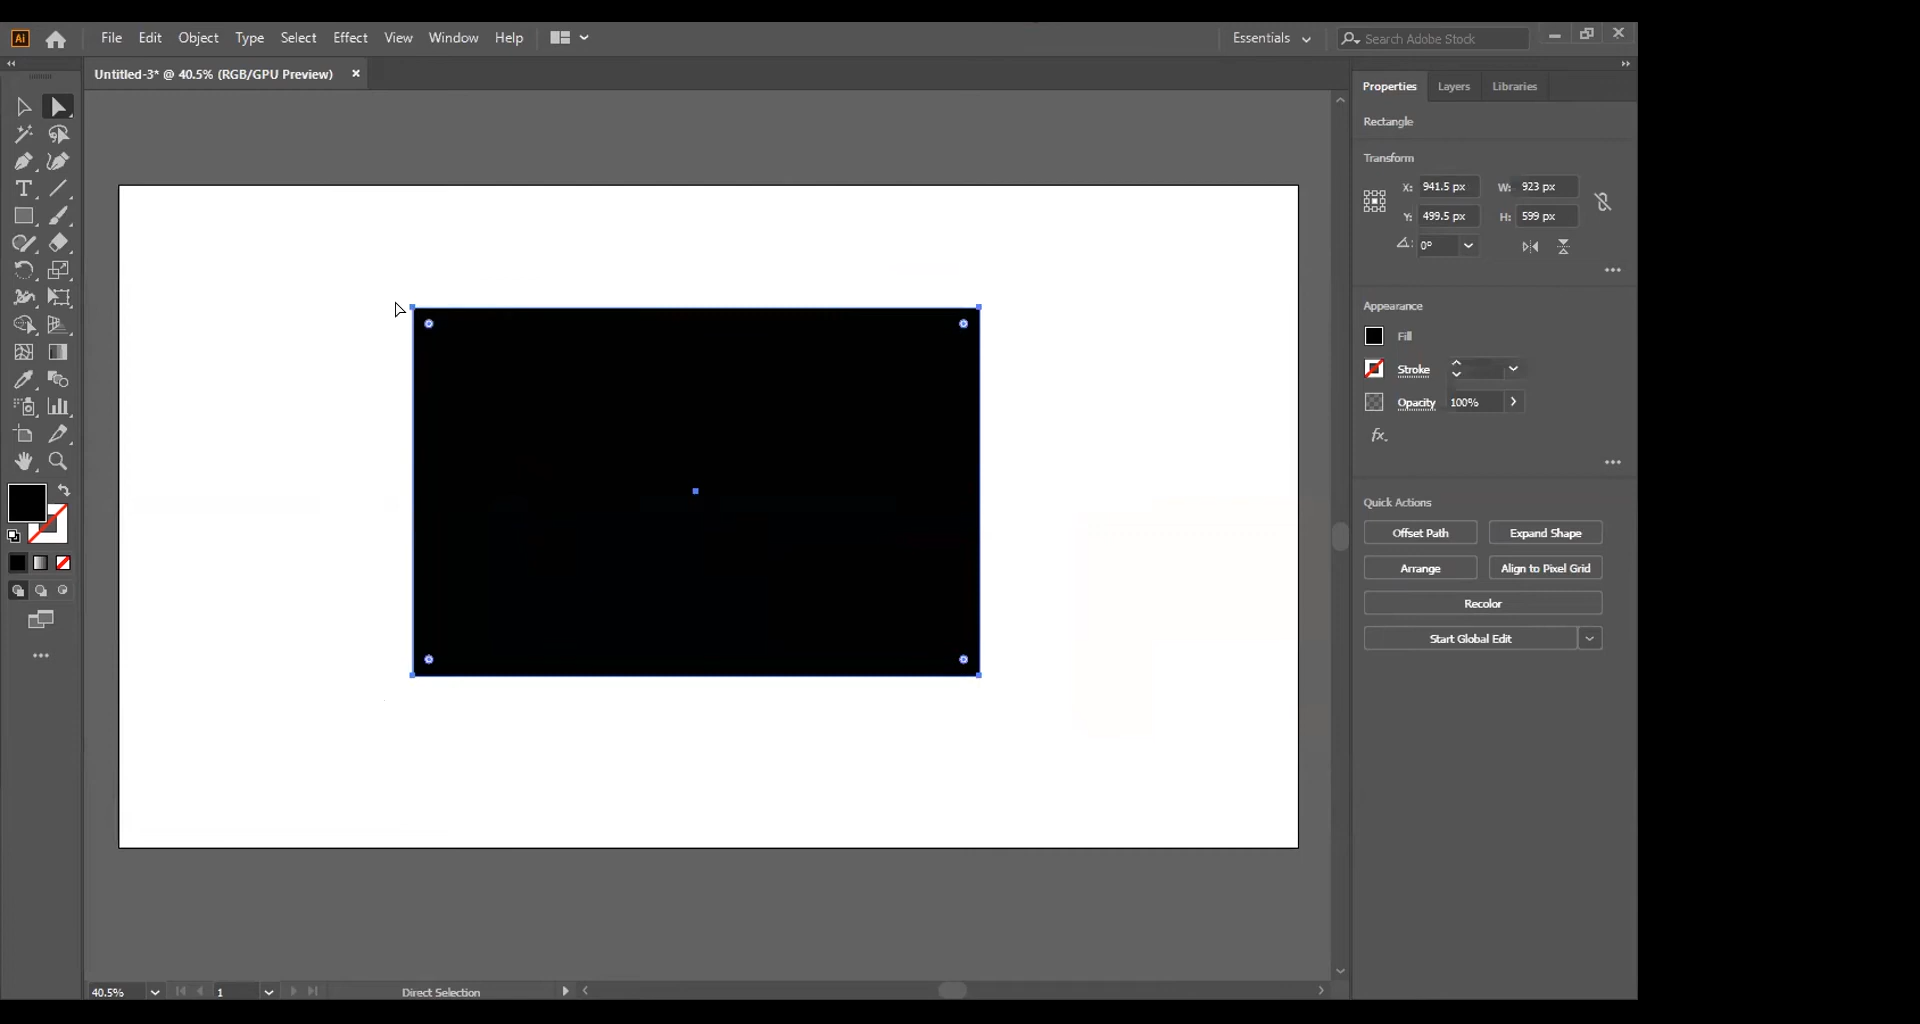 Ai File Edit Object Type Select Effect View Window Help Essentials Search Adobe Stock
Untitled-3* @ 40.5% (RGB/GPU Preview) ×
Properties Layers Libraries
Rectangle
Transform
X: 941.5 px W: 923 px
Y: 499.5 px H: 599 px
0°
Appearance
Fill
Stroke
Opacity 100%
fx.
Quick Actions
Offset Path Expand Shape
Arrange Align to Pixel Grid
Recolor
Start Global Edit
40.5% 1 Direct Selection